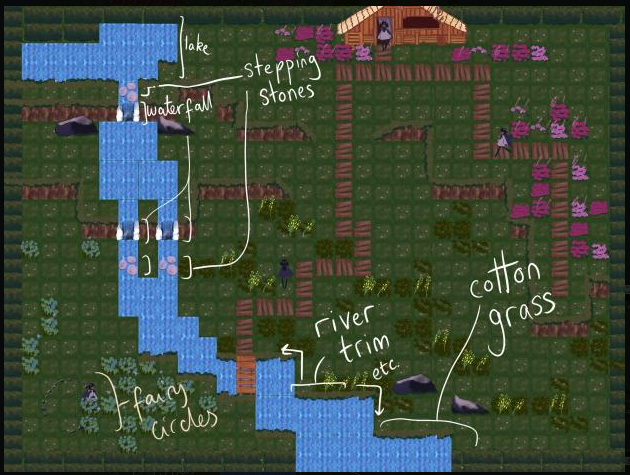 lake
stepping
stones
waterfall
cotton
grass
river
trim
etc.
fairy
circles